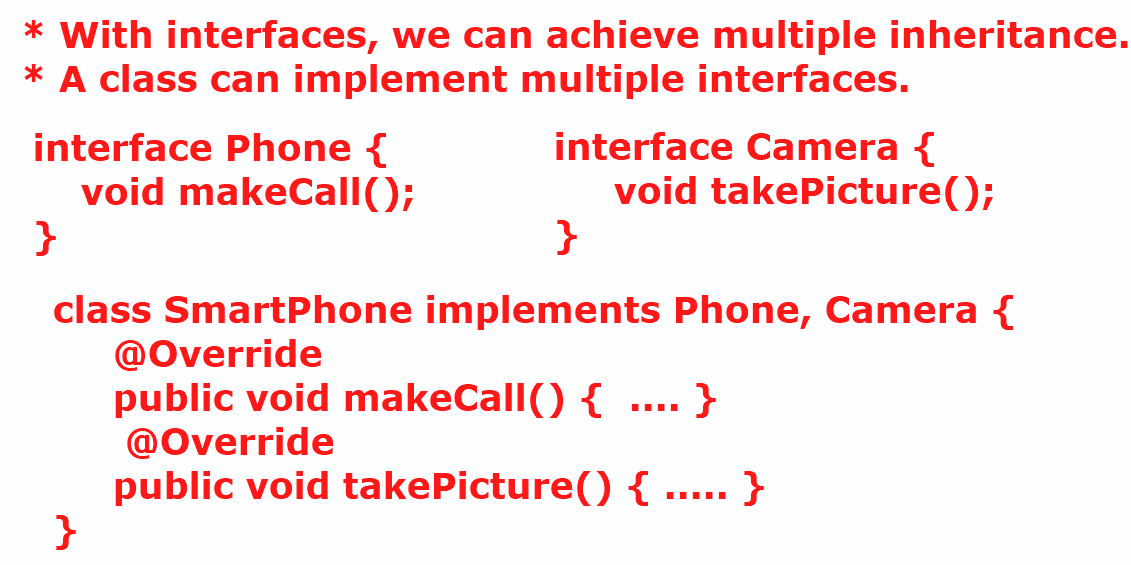 * With interfaces, we can achieve multiple inheritance.
* A class can implement multiple interfaces.
interface Phone {
void makeCall();
}
interface Camera {
void takePicture();
}
class SmartPhone implements Phone, Camera {
@Override
public void makeCall() {  .... }
@Override
public void takePicture() { ..... }
}